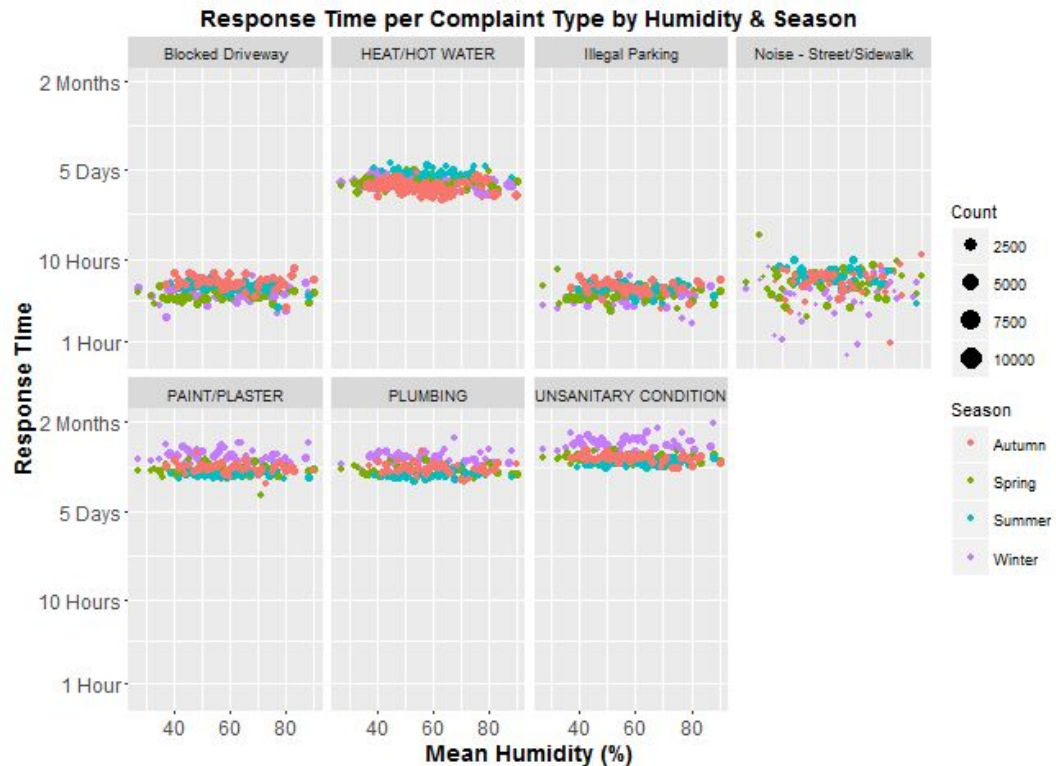 Response Time per Complaint Type by Humidity & Season
Blocked Driveway
HEAT/HOT WATER
Illegal Parking
Noise - Street/Sidewalk
2 Months
5 Days
10 Hours
1 Hour
PAINT/PLASTER
PLUMBING
UNSANITARY CONDITION
2 Months
5 Days
10 Hours
1 Hour
Response Time
40 60 80
40 60 80
40 60 80
Mean Humidity (%)
Count
2500
5000
7500
10000
Season
Autumn
Spring
Summer
Winter